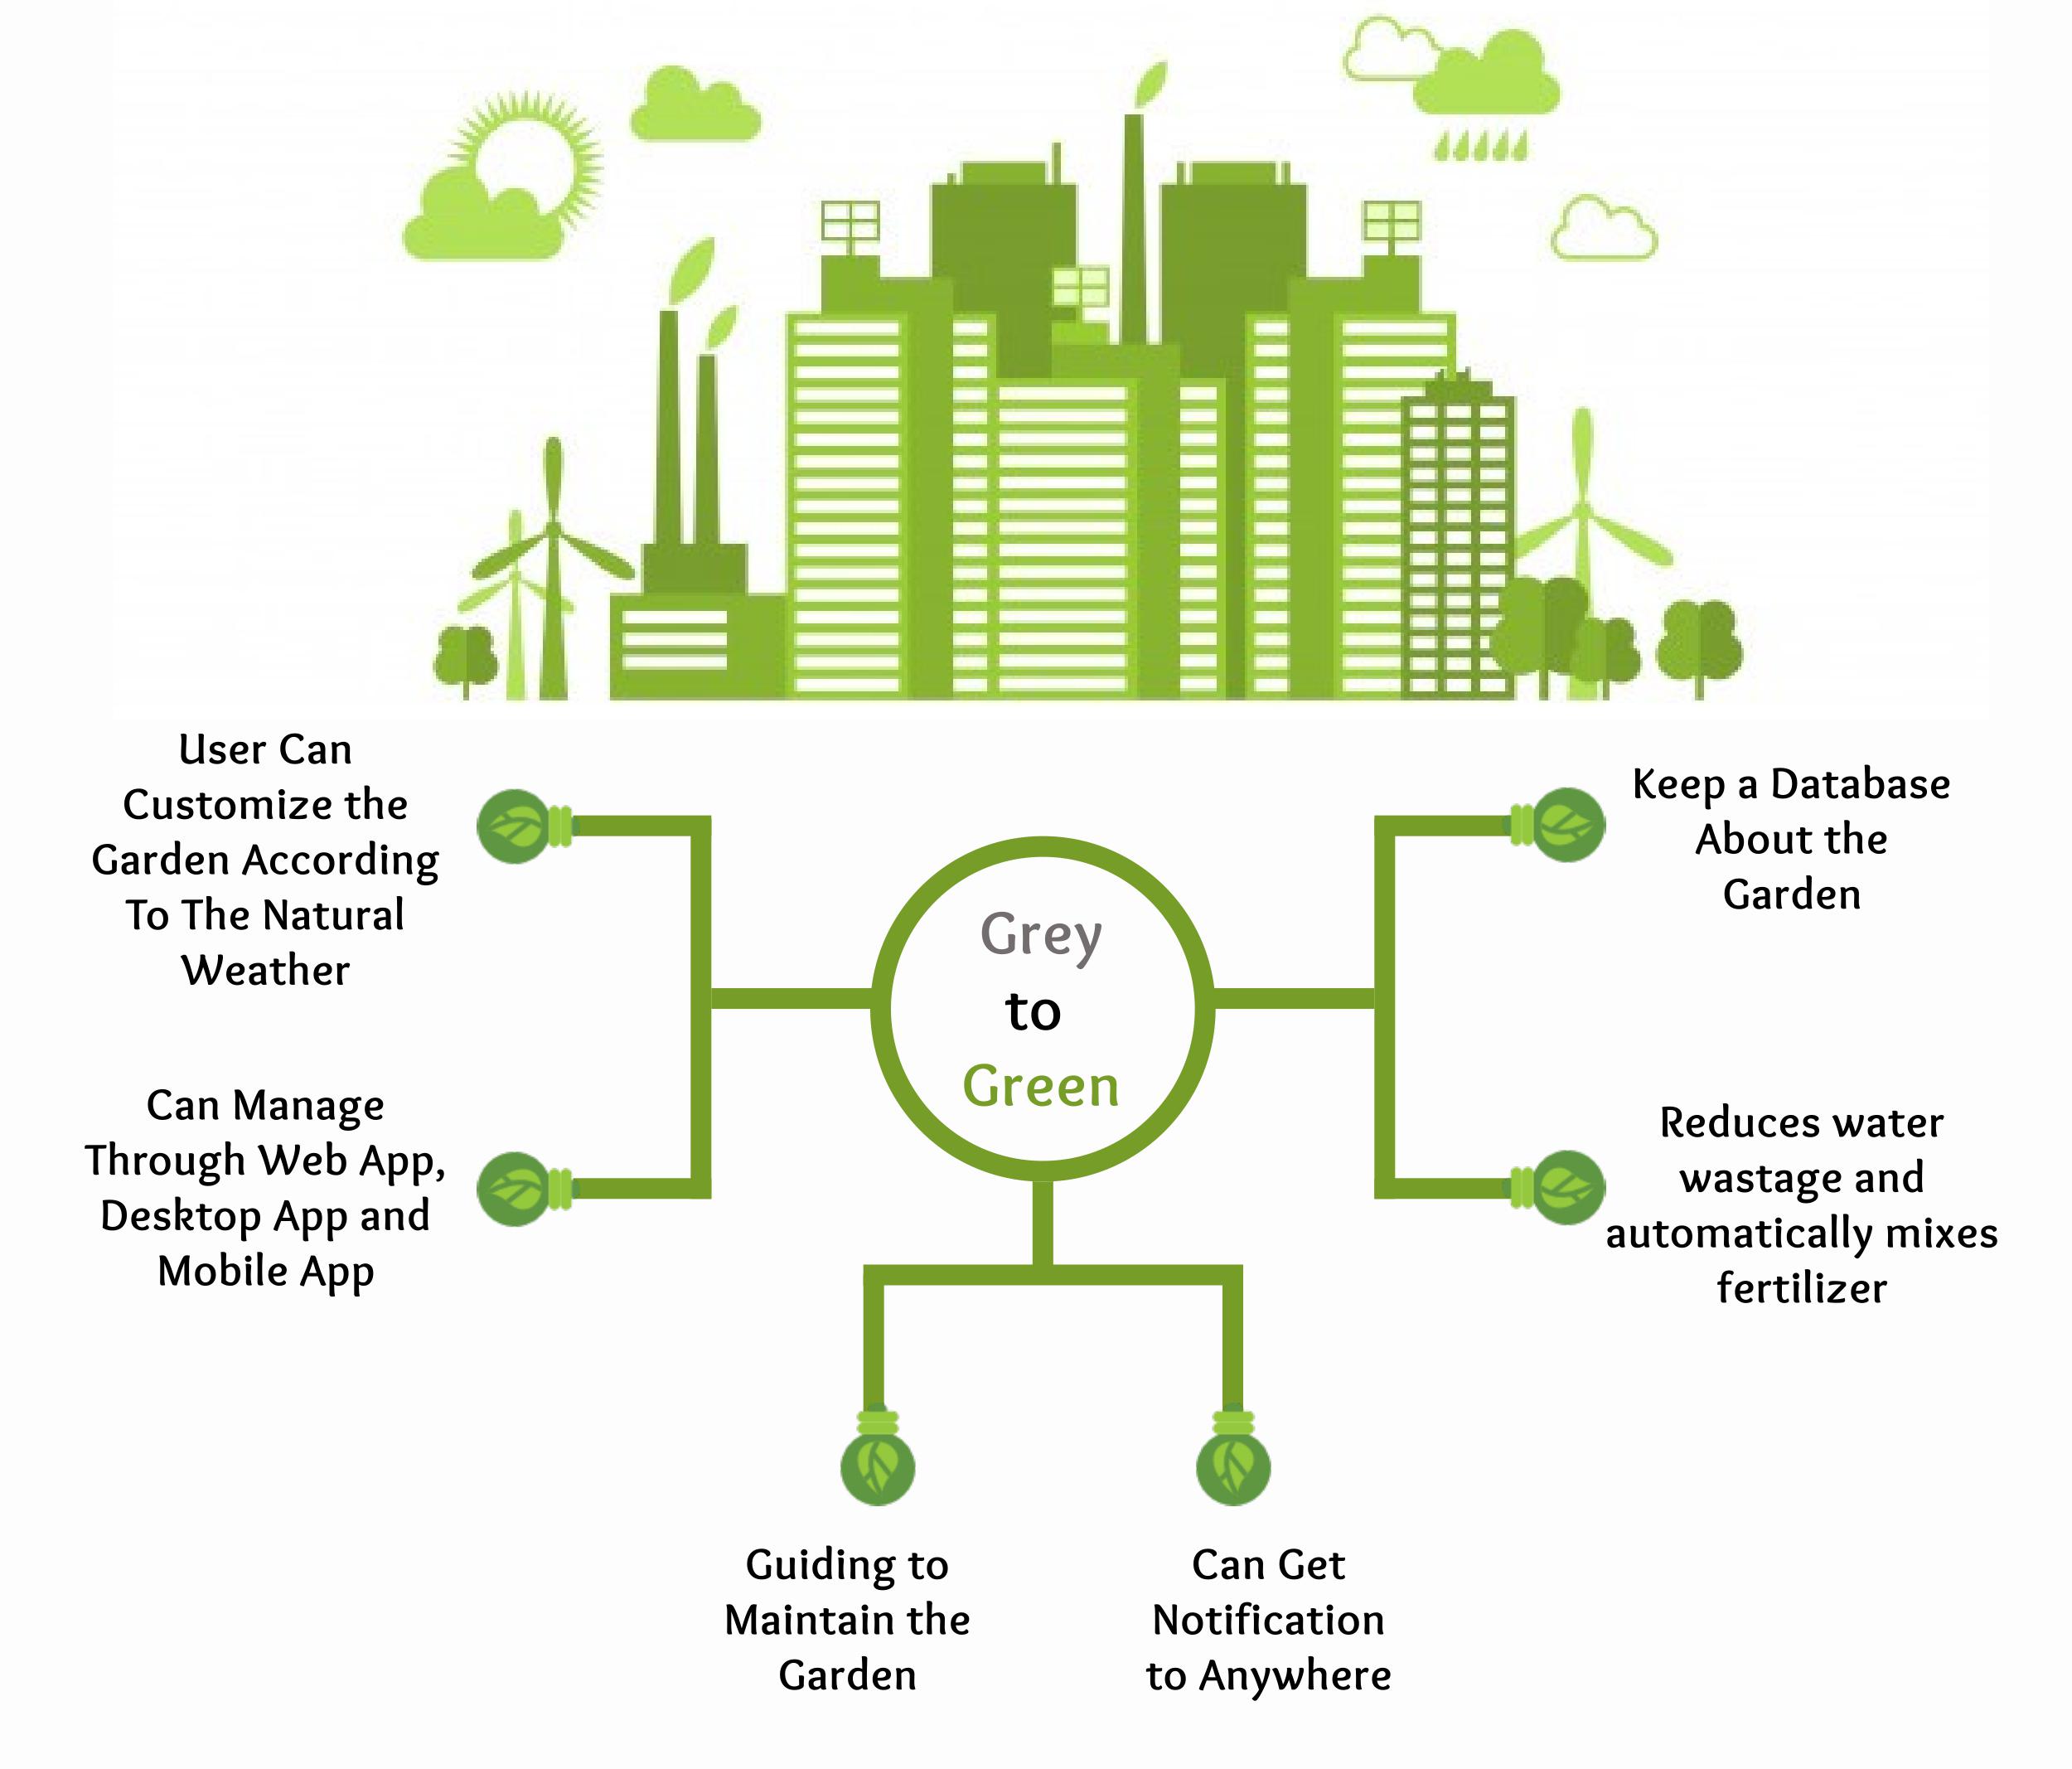 User Can
Customize the
Garden According
To The Natural
Weather
Can Manage
Through Web App,
Desktop App and
Mobile App
Grey
to
Green
Keep a Database
About the
Garden
Reduces water
wastage and
automatically mixes
fertilizer
Guiding to
Maintain the
Garden
Can Get
Notification
to Anywhere